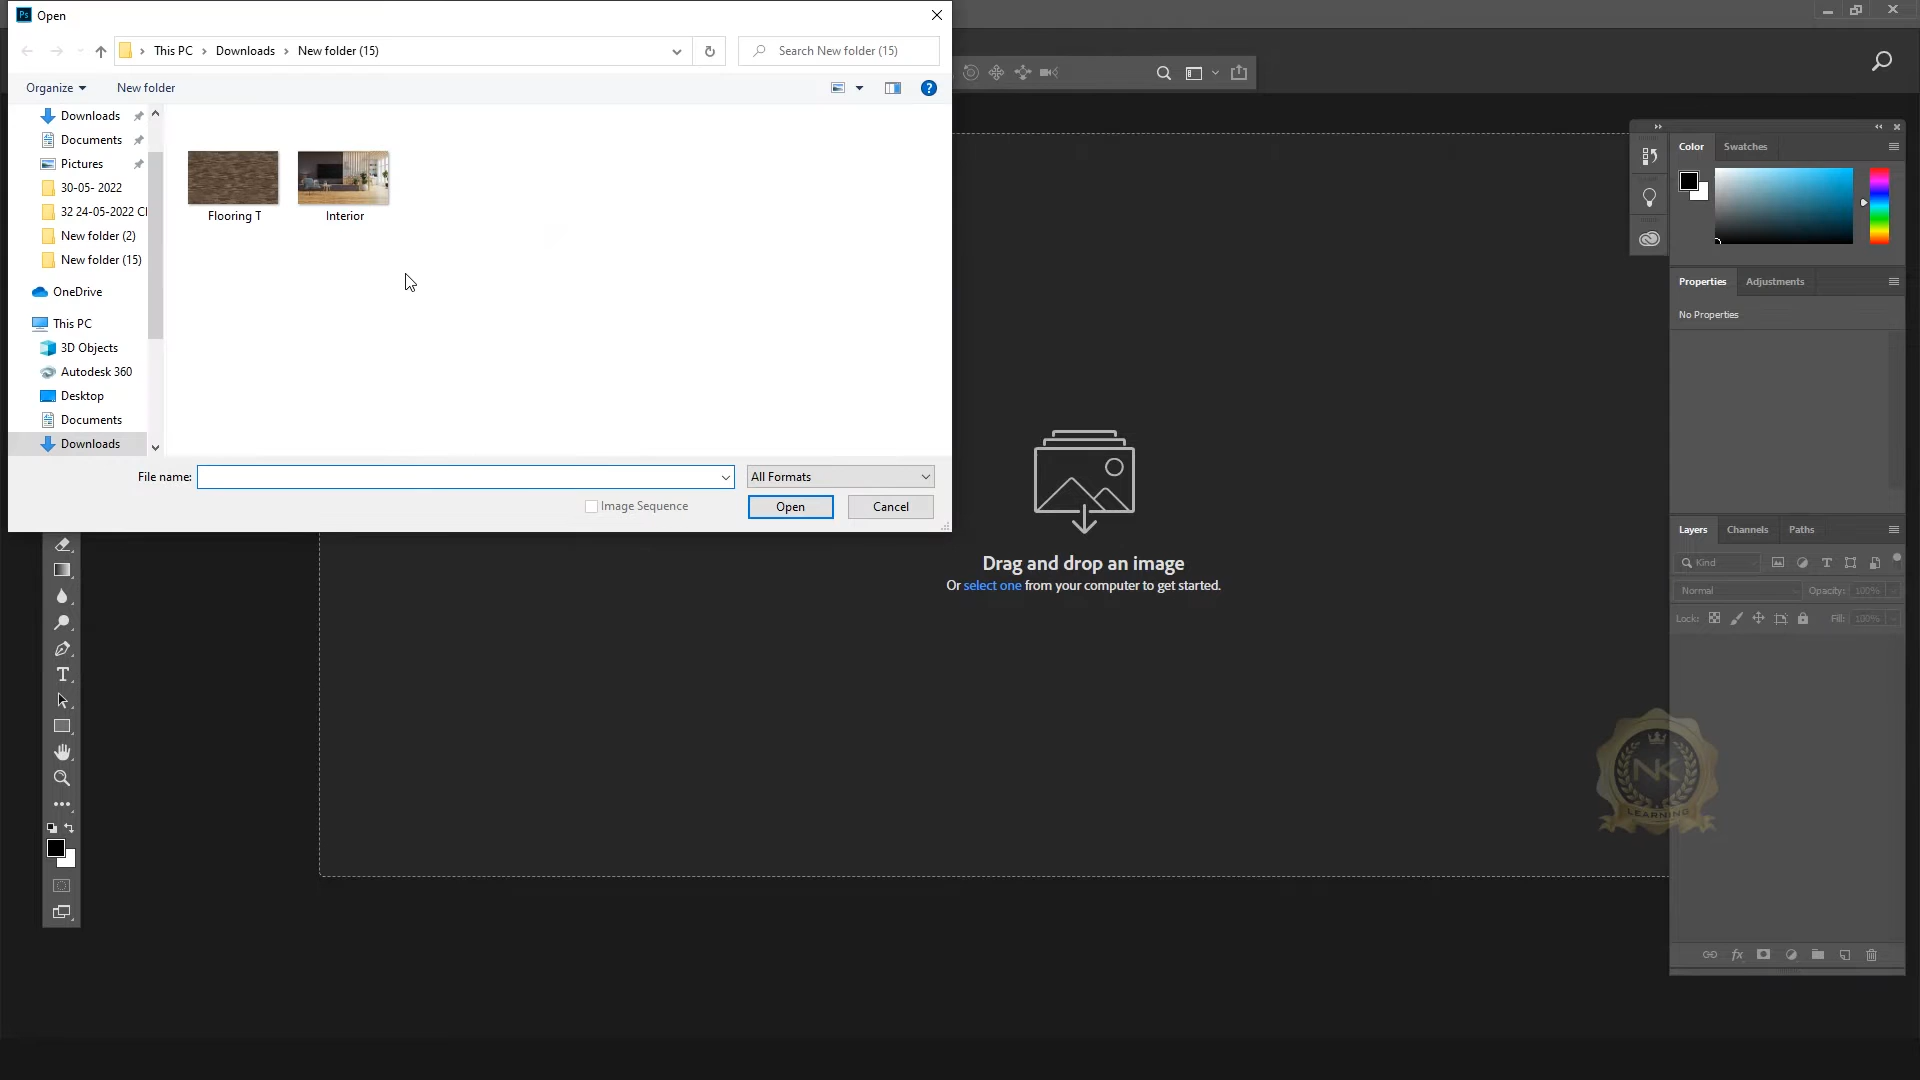 Ps Open
This PC > Downloads > New folder (15)
Search New folder (15)
Organize
New folder
Downloads
Documents
Pictures
30-05- 2022
32 24-05-2022 Cl
New folder (2)
New folder (15)
OneDrive
This PC
3D Objects
Autodesk 360
Desktop
Documents
Downloads
Flooring T
Interior
File name:
All Formats
Image Sequence
Open
Cancel
Drag and drop an image
Or select one from your computer to get started.
Color
Swatches
Properties
Adjustments
No Properties
Layers
Channels
Paths
Kind
Normal
Opacity: 100%
Lock:
Fill: 100%
NK
LEARNING